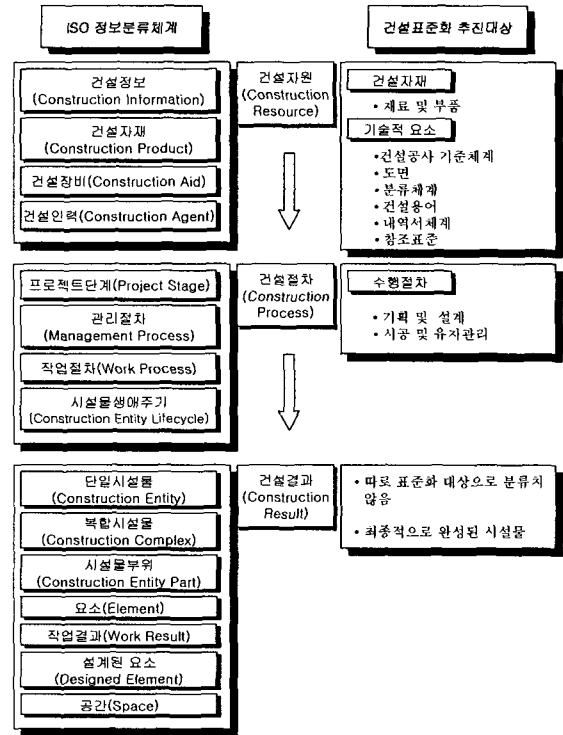 ISO 정보분류체계
건설표준화 추진대상
건설정보
(Construction Information)
건설자재
(Construction Product)
건설장비(Construction Aid)
건설인력(Construction Agent)
건설자원
(Construction
Resource)
건설자재
• 재료 및 부품
기술적 요소
•건설공사 기준체계
•도면
•분류체계
•건설용어
•내역서체계
•참조표준
프로젝트단계(Project Stage)
관리절차
(Management Process)
작업절차(Work Process)
시설물생애주기
(Construction Entity Lifecycle)
건설절차
(Construction
Process)
수행절차
• 기획 및 설계
• 시공 및 유지관리
단일시설물
(Construction Entity)
복합시설물
(Construction Complex)
시설물부위
(Construction Entity Part)
요소(Element)
작업결과(Work Result)
설계된 요소
(Designed Element)
공간(Space)
건설결과
(Construction
Result)
• 따로 표준화 대상으로 분류치
않음
• 최종적으로 완성된 시설물